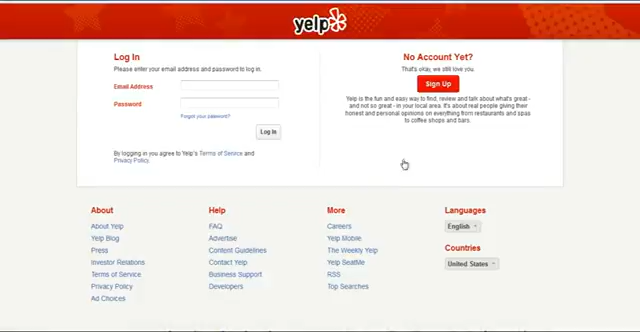 yelp
Log In
Please enter your email address and password to log in.
Email Address
Password
Forgot your password?
Log In
By logging in you agree to Yelp's Terms of Service and
Privacy Policy.
No Account Yet?
That's okay, we still love you.
Sign Up
Yelp is the fun and easy way to find, review and talk about what's great -
and not so great - in your local area. It's about real people giving their
honest and personal opinions on everything from restaurants and spas
to coffee shops and bars.
About
About Yelp
Yelp Blog
Press
Investor Relations
Terms of Service
Privacy Policy
Ad Choices
Help
FAQ
Advertise
Content Guidelines
Contact Yelp
Business Support
Developers
More
Careers
Yelp Mobile
The Weekly Yelp
Yelp SeatMe
RSS
Top Searches
Languages
English
Countries
United States